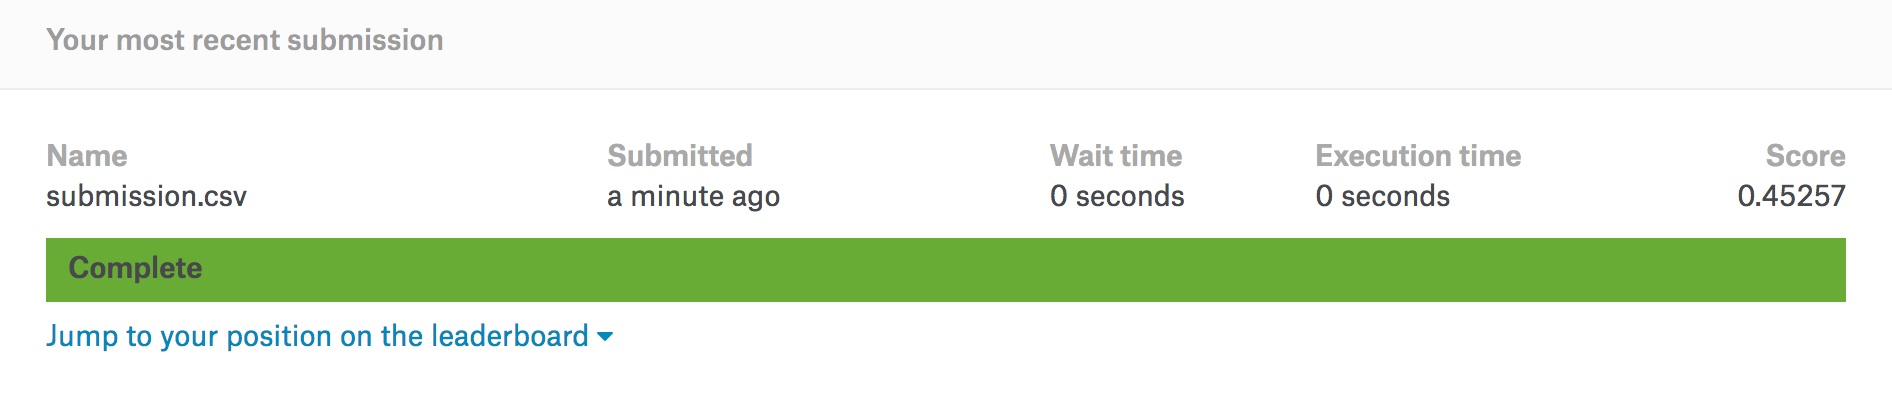 Your most recent submission
Name Submitted Wait time Execution time Score
submission.csv a minute ago 0 seconds 0 seconds 0.45257
Complete
Jump to your position on the leaderboard